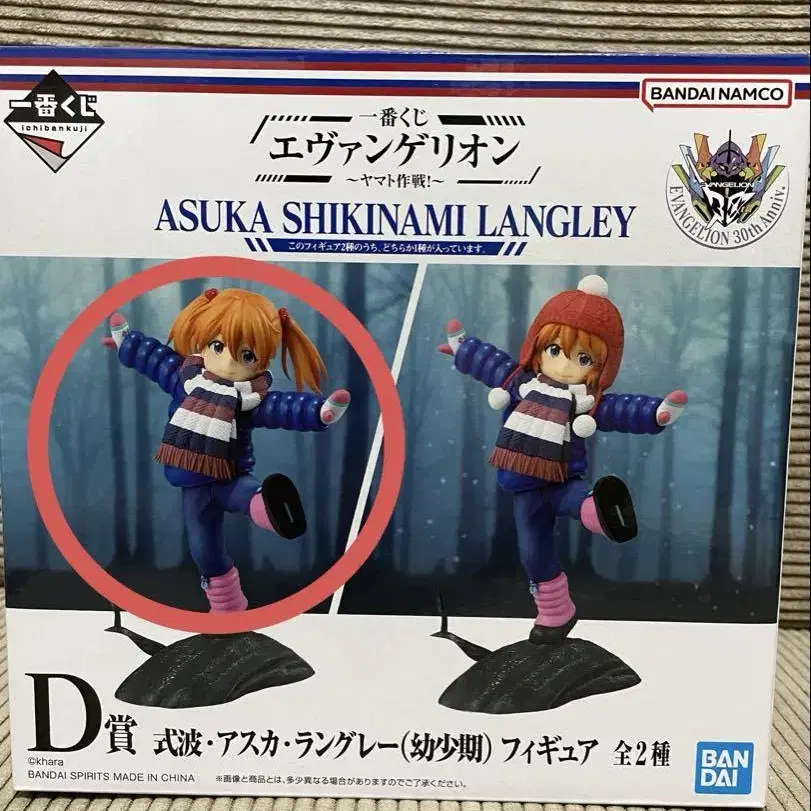 一番くじ
ichibankuji
一番くじ
エヴァンゲリオン
～ヤマト作戦!～
BANDAI NAMCO
EVANGELION
EVANGELION 30th Anniv.
ASUKA SHIKINAMI LANGLEY
このフィギュア2種のうち、どちらか1種が入っています。
D賞 式波・アスカ・ラングレー(幼少期) フィギュア 全2種
©khara
BANDAI SPIRITS MADE IN CHINA
※画像と商品とは、多少異なる場合がありますのでご了承ください。
BAN
DAI